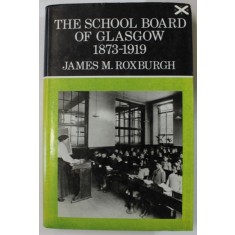 THE SCHOOL BOARD
OF GLASGOW
1873-1919
JAMES M. ROXBURGH